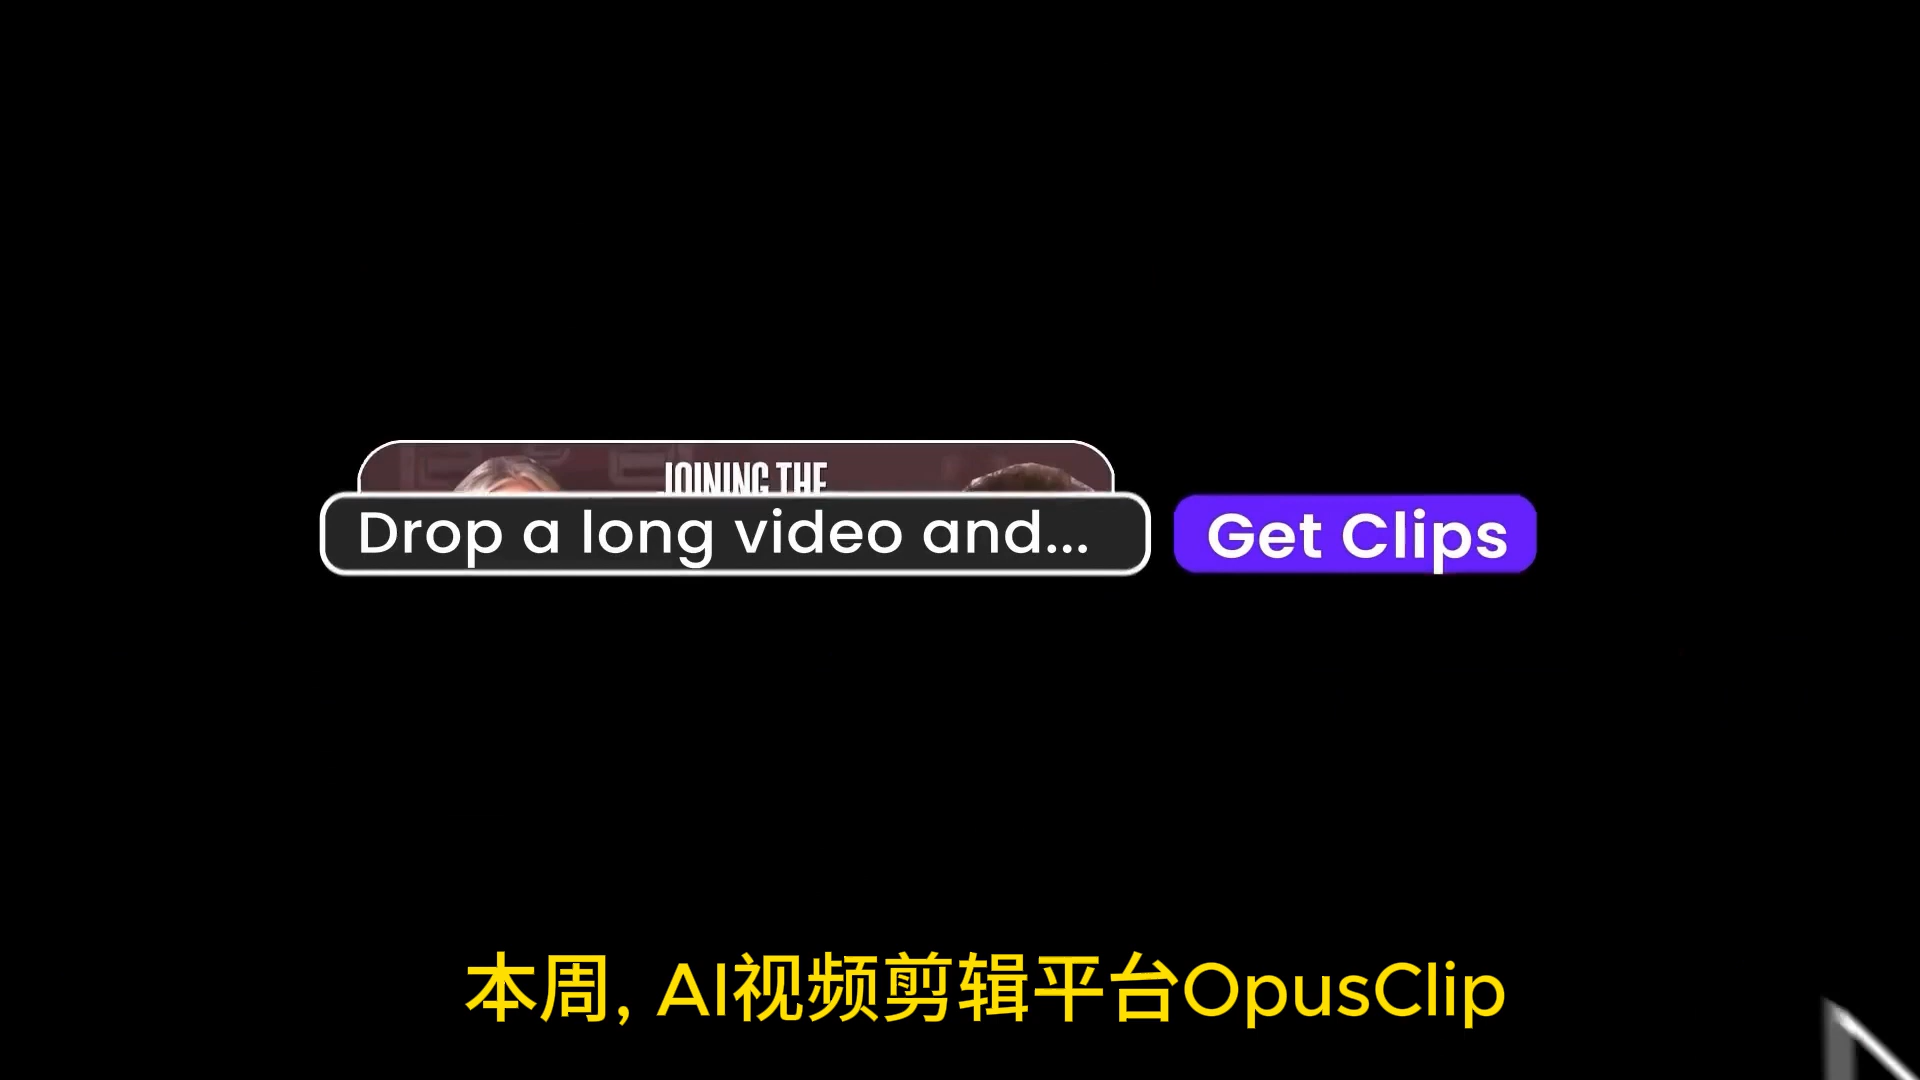 JOINING THE
Drop a long video and...
Get Clips
本周, AI视频剪辑平台OpusClip